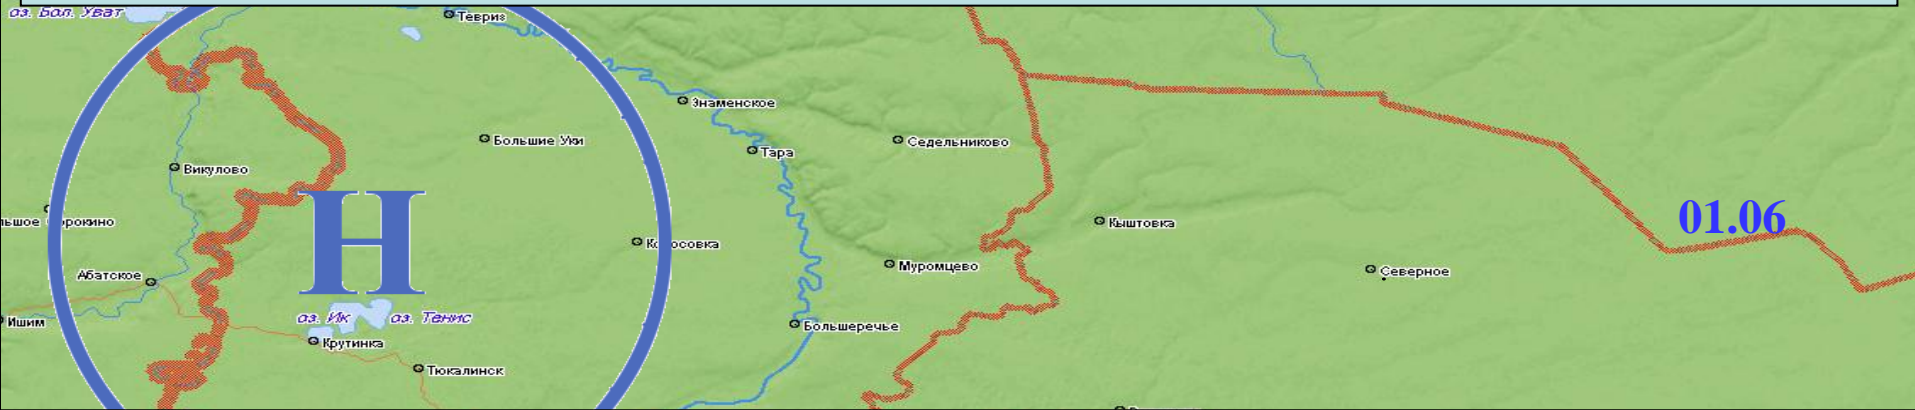 оз. Бол. Уват
Тевриз
Знаменское
Большие Уки
Седельниково
Тара
Викулово
Н
01.06
Кыштовка
Колосовка
Муромцево
Северное
Абатское
оз. Ик
оз. Тенис
Ишим
Большеречье
Крутинка
Тюкалинск